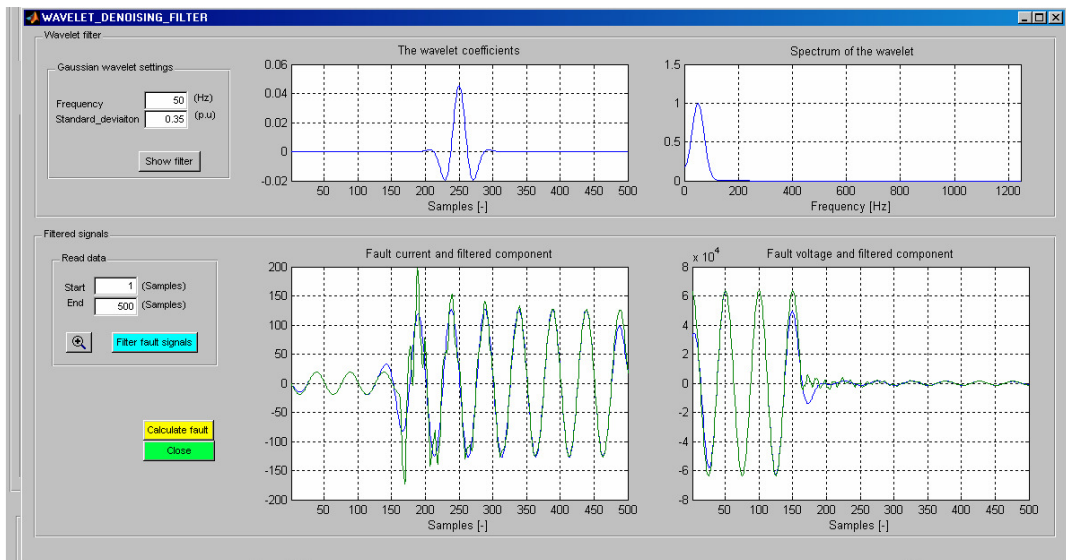 WAVELET_DENOISING_FILTER
Wavelet filter
Gaussian wavelet settings
Frequency 50 (Hz)
Standard_deviaiton 0.35 (p.u)
Show filter
The wavelet coefficients
0.06
0.04
0.02
0
-0.02
50 100 150 200 250 300 350 400 450 500
Samples [-]
Spectrum of the wavelet
1.5
1
0.5
0
0 200 400 600 800 1000 1200
Frequency [Hz]
Filtered signals
Read data
Start 1 (Samples)
End 500 (Samples)
Filter fault signals
Calculate fault
Close
Fault current and filtered component
200
150
100
50
0
-50
-100
-150
-200
50 100 150 200 250 300 350 400 450 500
Samples [-]
Fault voltage and filtered component
x 10^4
8
6
4
2
0
-2
-4
-6
-8
50 100 150 200 250 300 350 400 450 500
Samples [-]